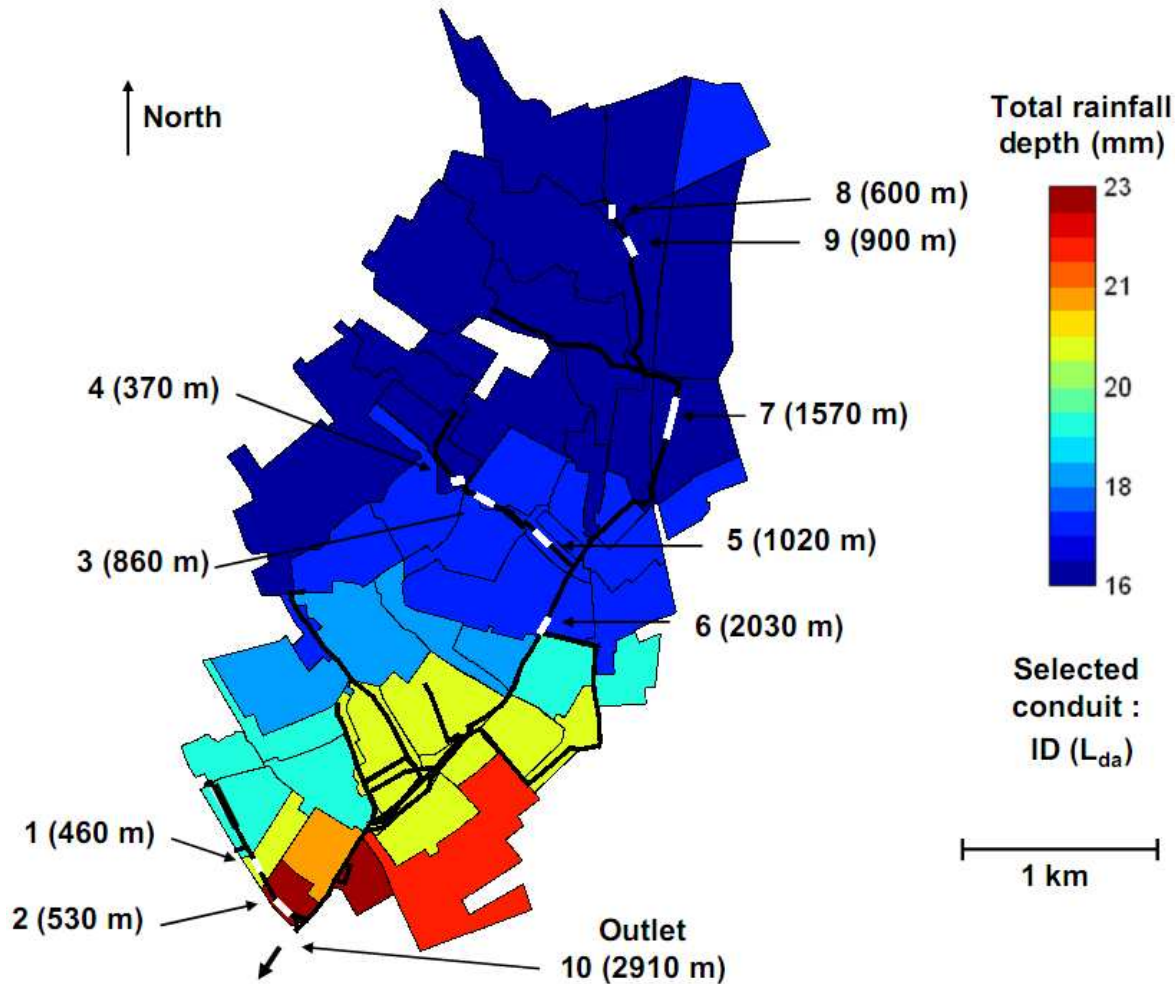 North
Total rainfall
depth (mm)
23
21
20
18
16
8 (600 m)
9 (900 m)
4 (370 m)
7 (1570 m)
3 (860 m)
5 (1020 m)
6 (2030 m)
Selected
conduit :
ID (Lda)
1 (460 m)
1 km
2 (530 m)
Outlet
10 (2910 m)